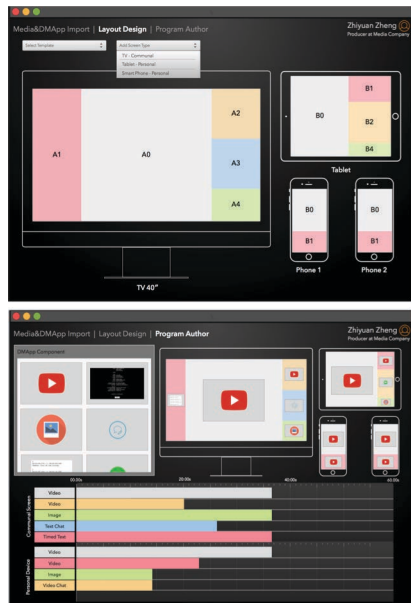 Media&DMApp Import | Layout Design | Program Author
Zhiyuan Zheng
Producer at Media Company
Select Template
Add Screen Type
TV - Communal
Tablet - Personal
Smart Phone - Personal
A1
A0
A2
A3
A4
B0
B1
B2
B4
Tablet
B0
B1
B0
B1
Phone 1
Phone 2
TV 40"
Media&DMApp Import | Layout Design | Program Author
Zhiyuan Zheng
Producer at Media Company
DMApp Component
00.00s
20.00s
40.00s
60.00s
Communal Screen
Video
Video
Image
Text Chat
Timed Text
Personal Device
Video
Video
Image
Video Chat